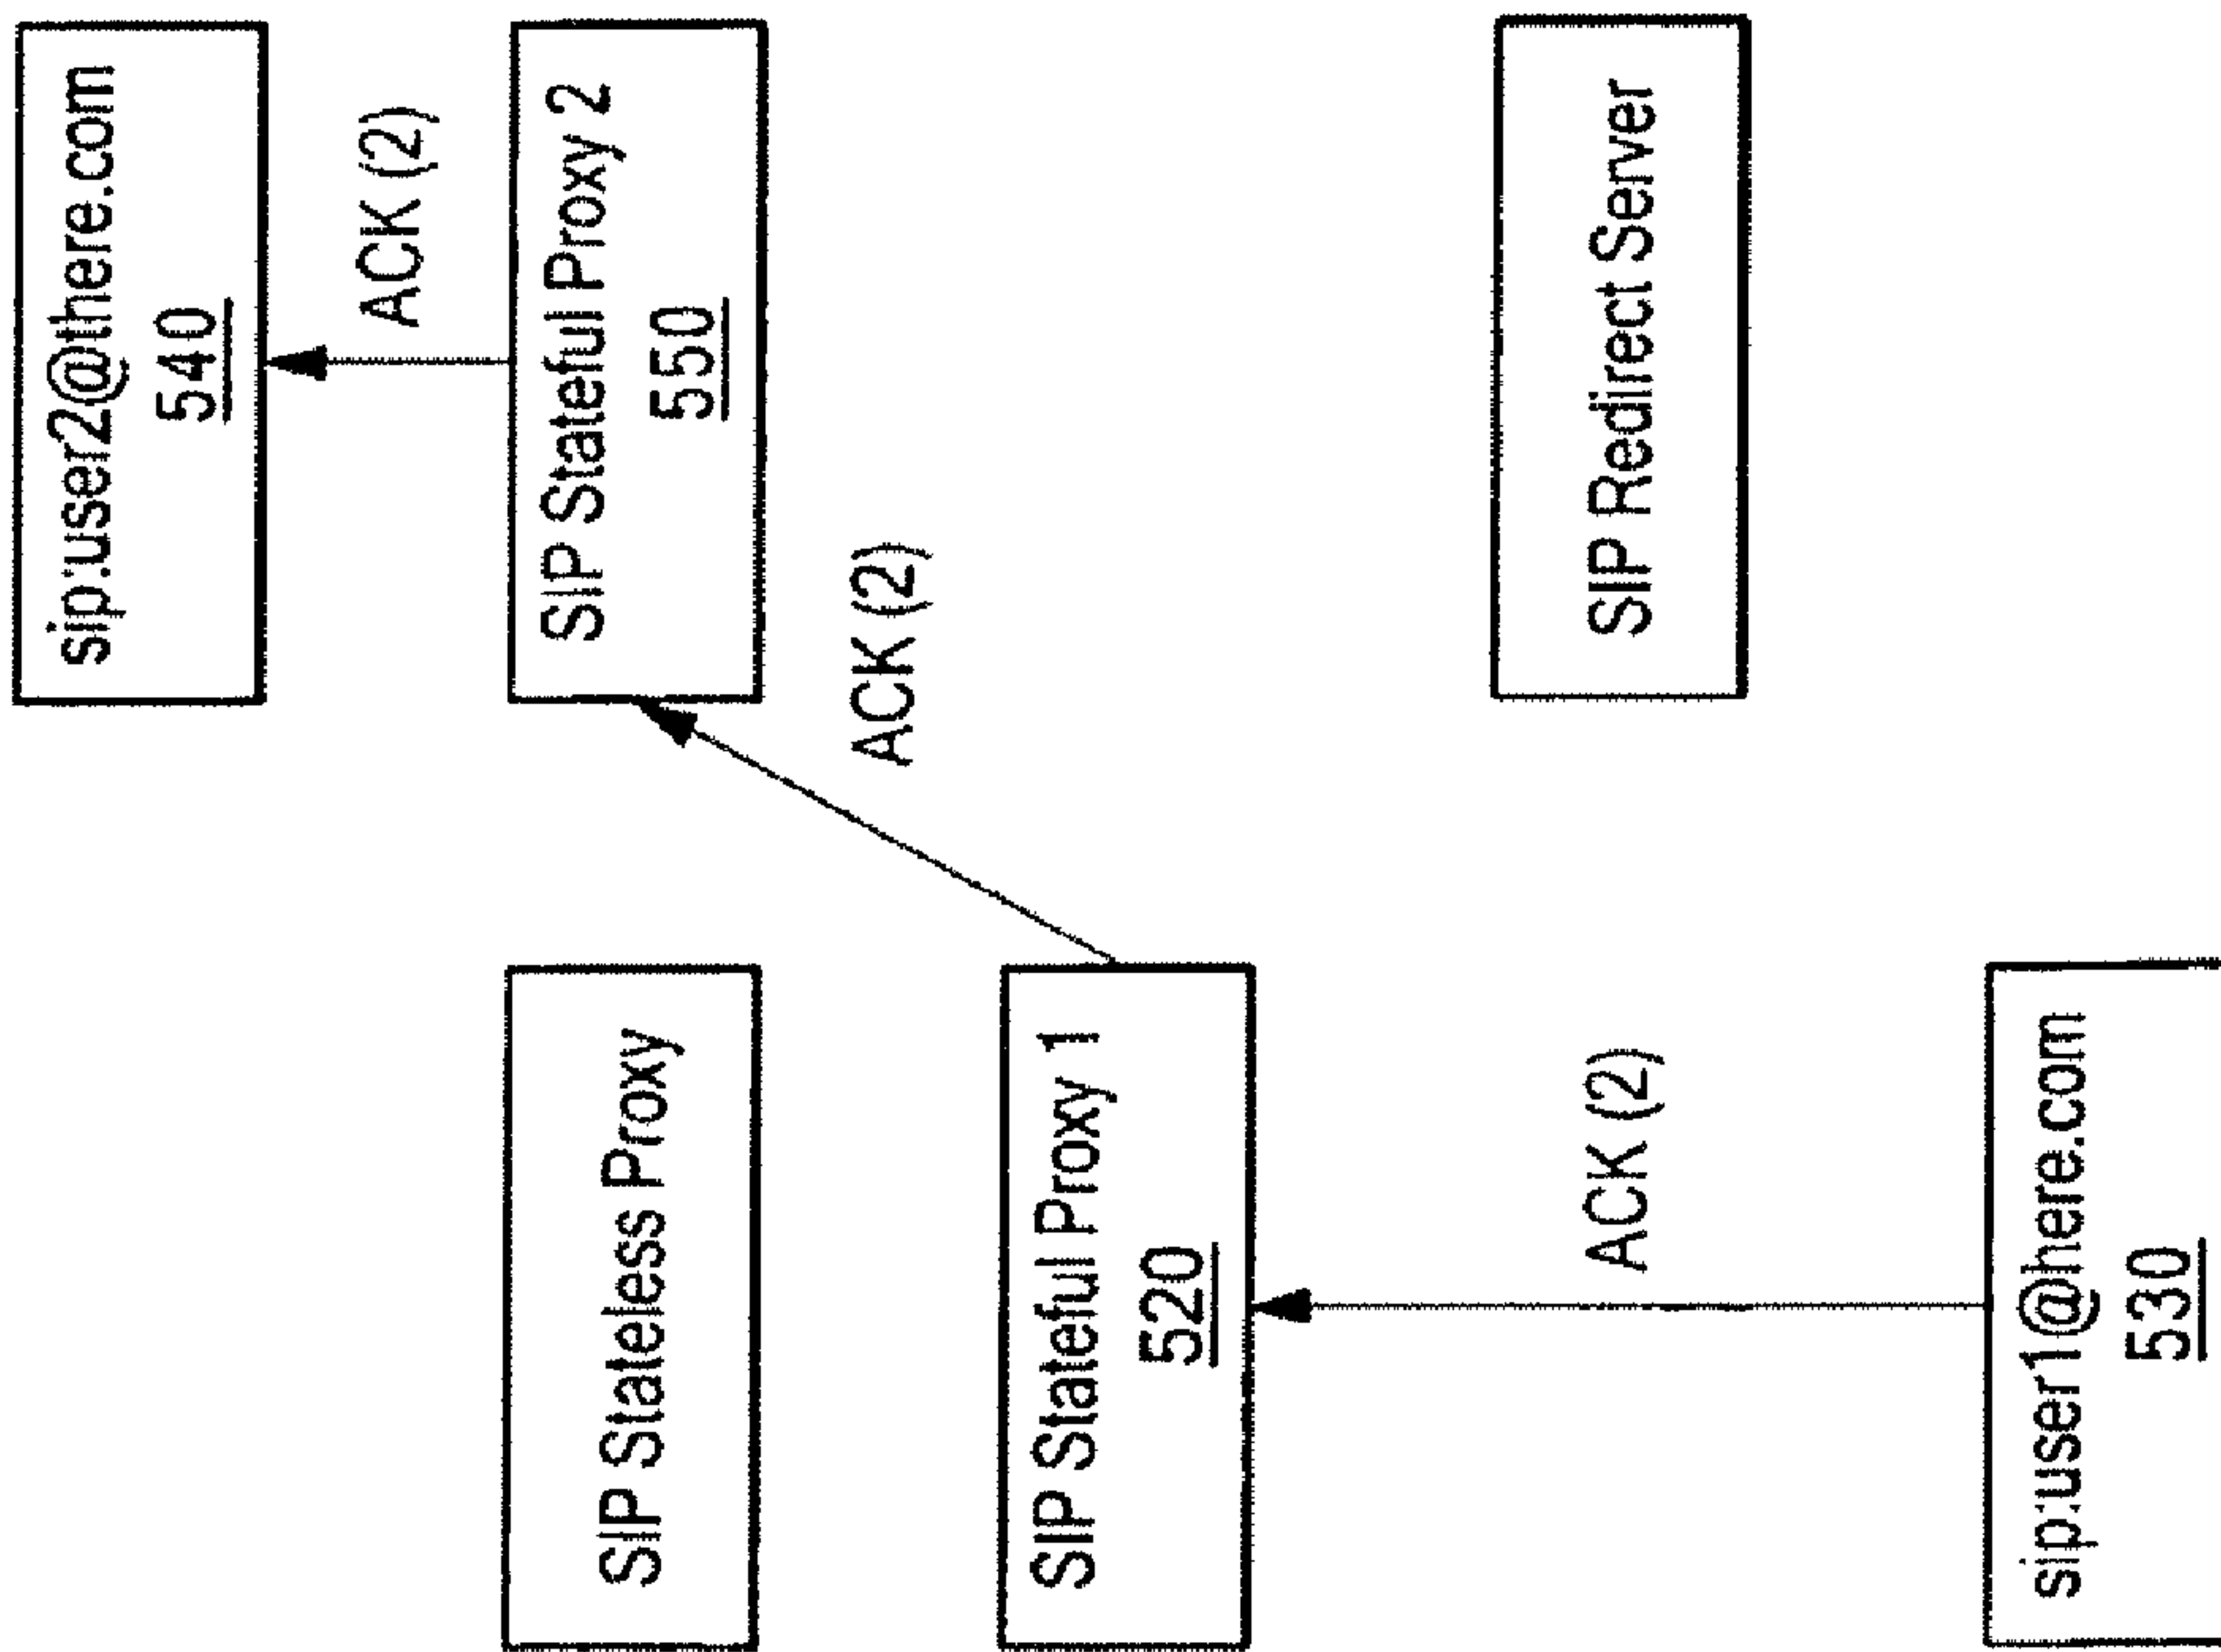 sip:user2@there.com
540
ACK (2)
SIP Stateful Proxy 2
550
ACK (2)
SIP Redirect Server
SIP Stateless Proxy
SIP Stateful Proxy 1
520
ACK (2)
sip:user1@here.com
530